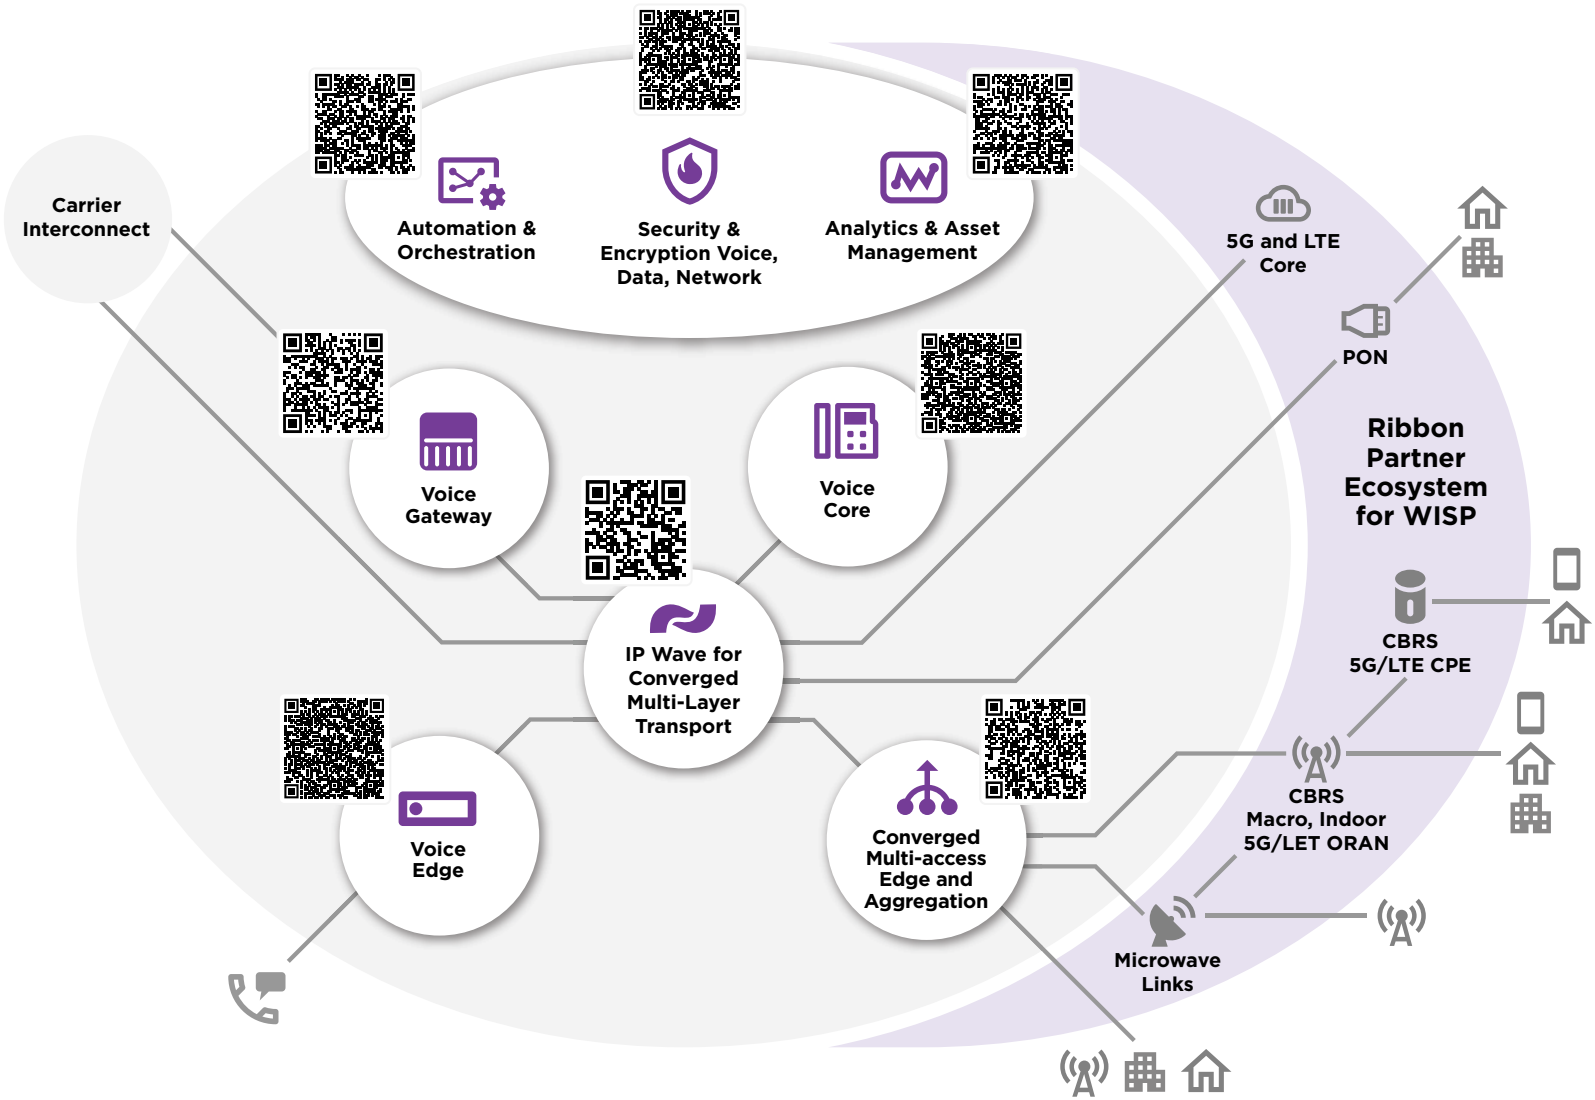 Carrier
Interconnect
Automation &
Orchestration
Security &
Encryption Voice,
Data, Network
Analytics & Asset
Management
5G and LTE
Core
PON
Ribbon
Partner
Ecosystem
for WISP
Voice
Gateway
Voice
Core
IP Wave for
Converged
Multi-Layer
Transport
CBRS
5G/LTE CPE
Voice
Edge
Converged
Multi-access
Edge and
Aggregation
CBRS
Macro, Indoor
5G/LET ORAN
Microwave
Links